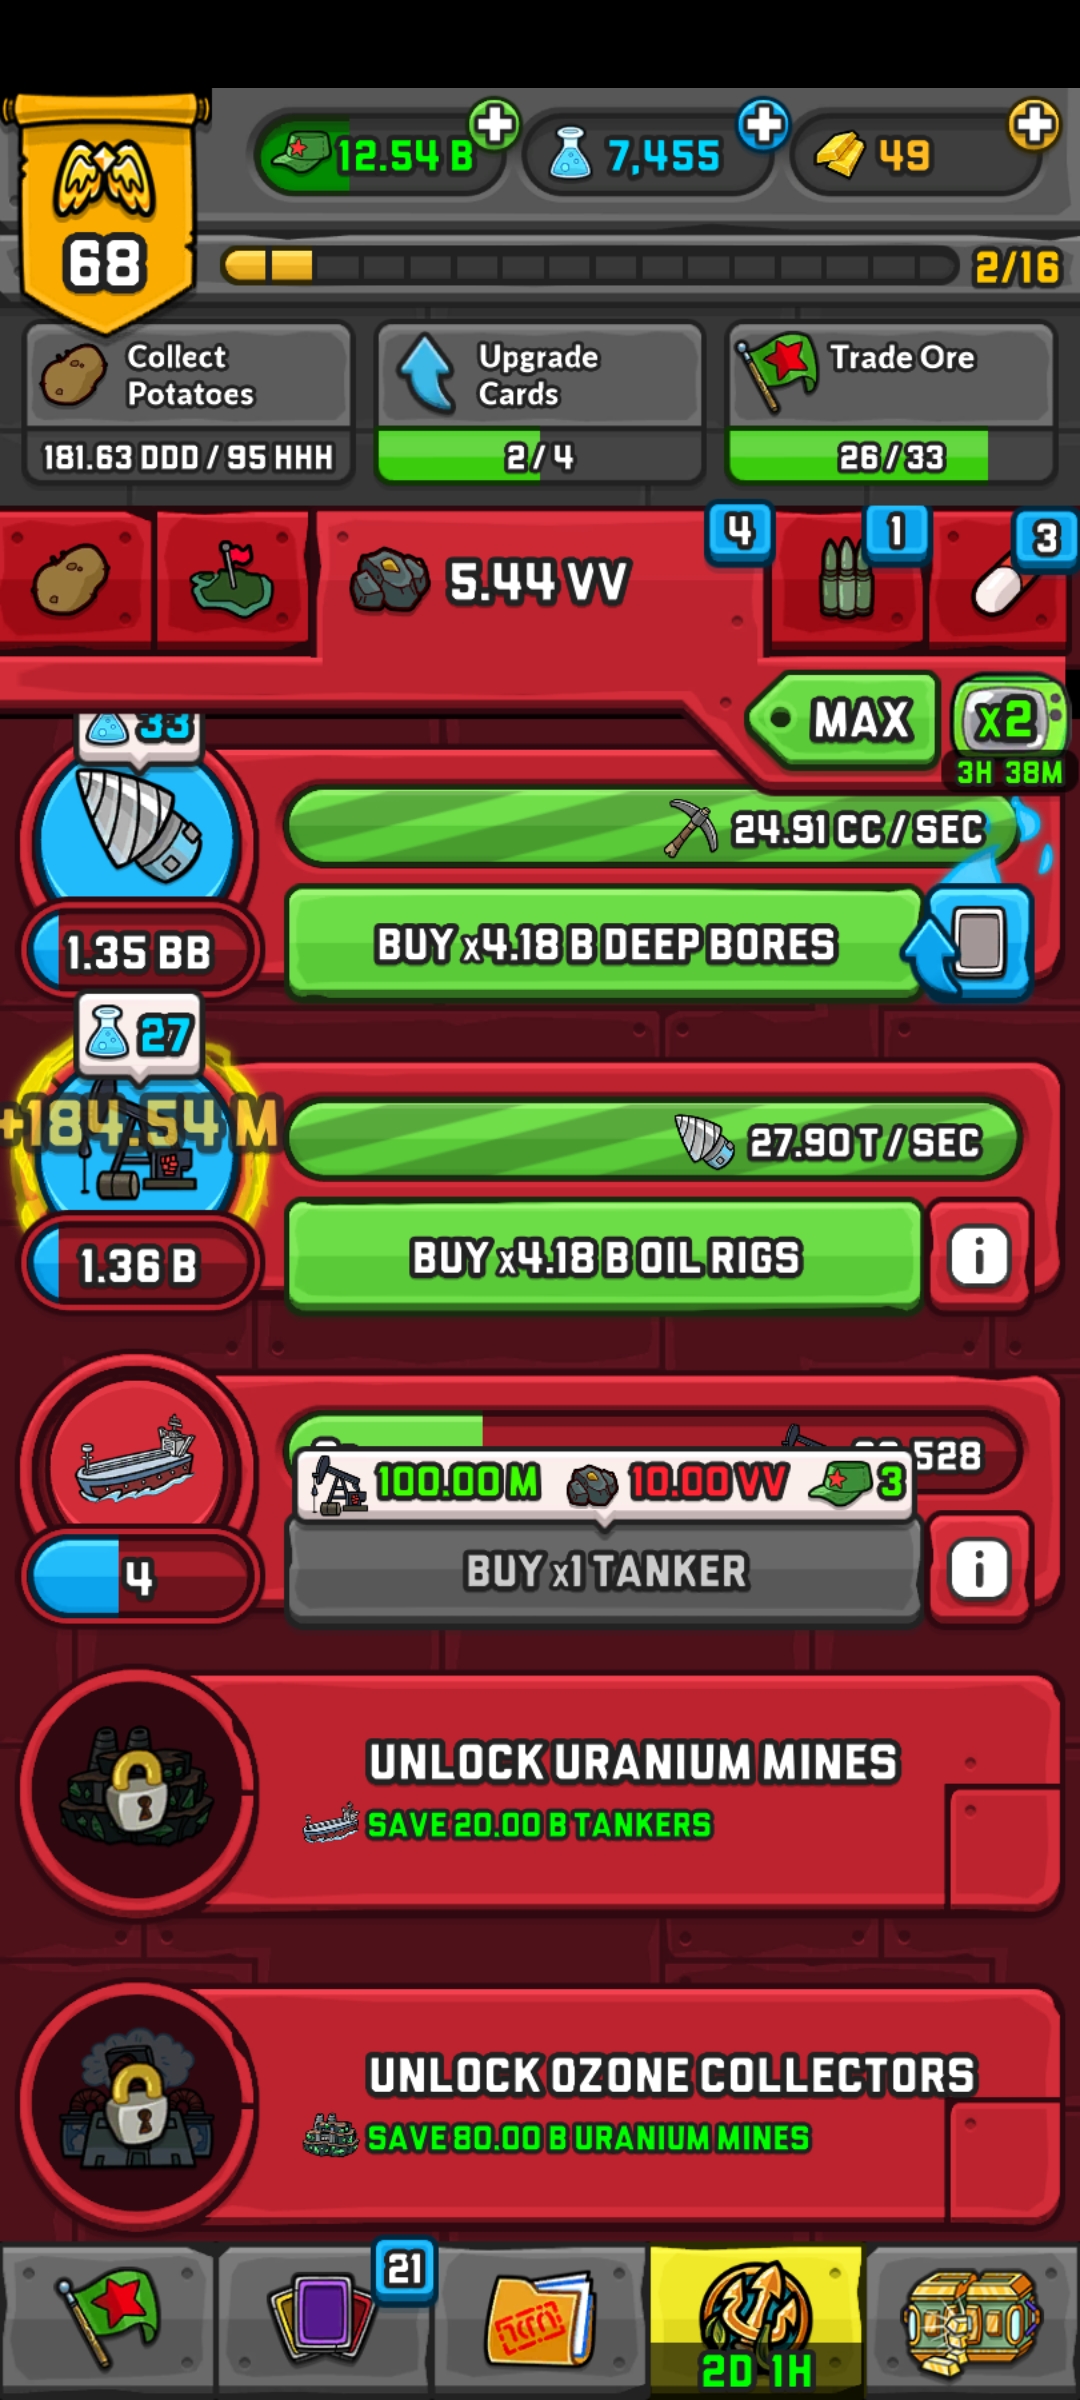 12.54 B
7,455
49
68
2/16
Collect
Potatoes
181.63 DDD / 95 HHH
Upgrade
Cards
2/4
Trade Ore
26/33
5.44 VV
4
1
3
MAX
x2
3H 38M
33
24.91 CC / SEC
1.35 BB
BUY x4.18 B DEEP BORES
27
+184.54 M
27.90 T / SEC
1.36 B
BUY x4.18 B OIL RIGS
i
528
100.00 M
10.00 VV
3
4
BUY x1 TANKER
i
UNLOCK URANIUM MINES
SAVE 20.00 B TANKERS
UNLOCK OZONE COLLECTORS
SAVE 80.00 B URANIUM MINES
21
2D 1H